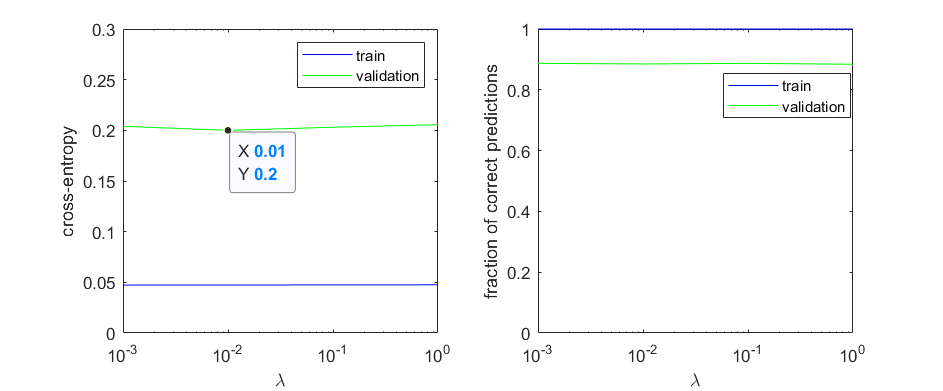 0.3
0.25
0.2
0.15
0.1
0.05
0
cross-entropy
train
validation
X 0.01
Y 0.2
10^-3
10^-2
10^-1
10^0
λ
1
0.8
0.6
0.4
0.2
0
fraction of correct predictions
train
validation
10^-3
10^-2
10^-1
10^0
λ